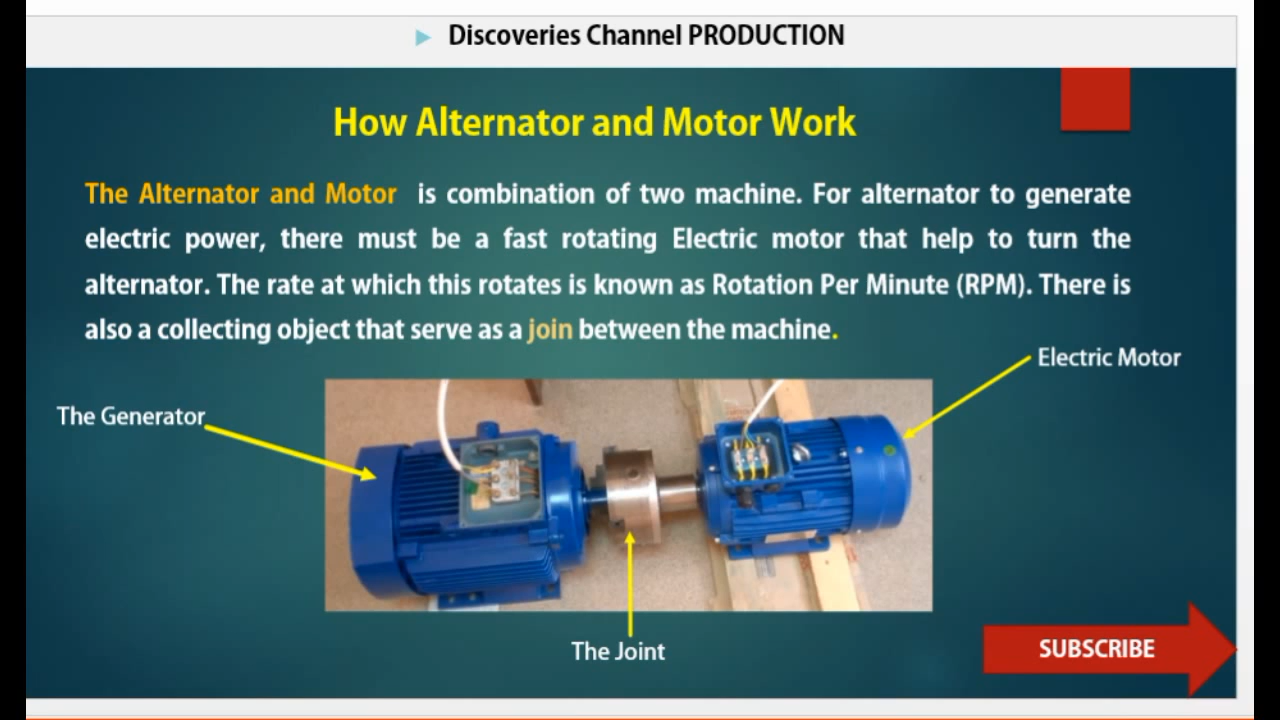 Discoveries Channel PRODUCTION
How Alternator and Motor Work
The Alternator and Motor is combination of two machine. For alternator to generate
electric power, there must be a fast rotating Electric motor that help to turn the
alternator. The rate at which this rotates is known as Rotation Per Minute (RPM). There is
also a collecting object that serve as a join between the machine.
Electric Motor
The Generator
The Joint
SUBSCRIBE